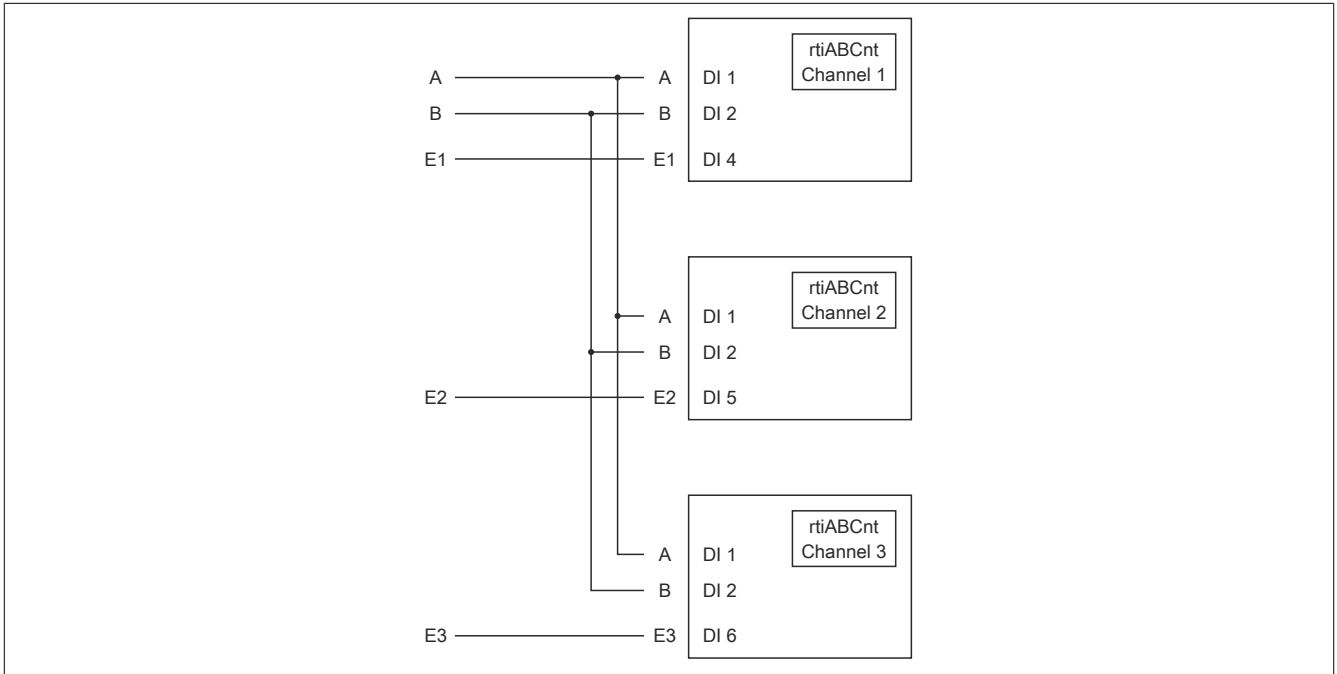 rtiABCnt
Channel 1
A A DI 1
B B DI 2
E1 E1 DI 4
rtiABCnt
Channel 2
A DI 1
B DI 2
E2 E2 DI 5
rtiABCnt
Channel 3
A DI 1
B DI 2
E3 E3 DI 6